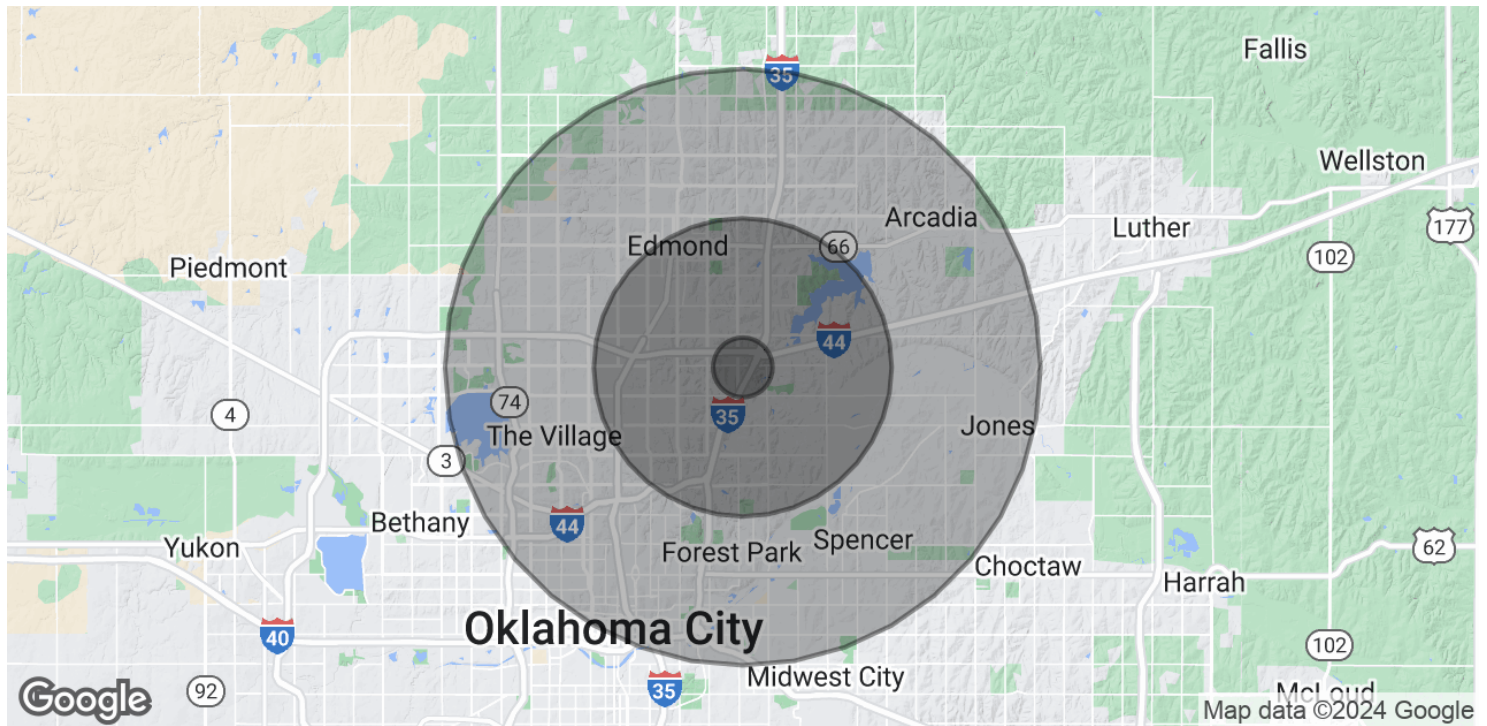 35
Fallis
Wellston
177
Arcadia
Luther
Edmond
66
102
Piedmont
44
74
4
35
Jones
The Village
3
Bethany
44
Yukon
Forest Park
Spencer
62
Choctaw
Harrah
Oklahoma City
40
102
Midwest City
35
92
McLoud
Google
Map data ©2024 Google